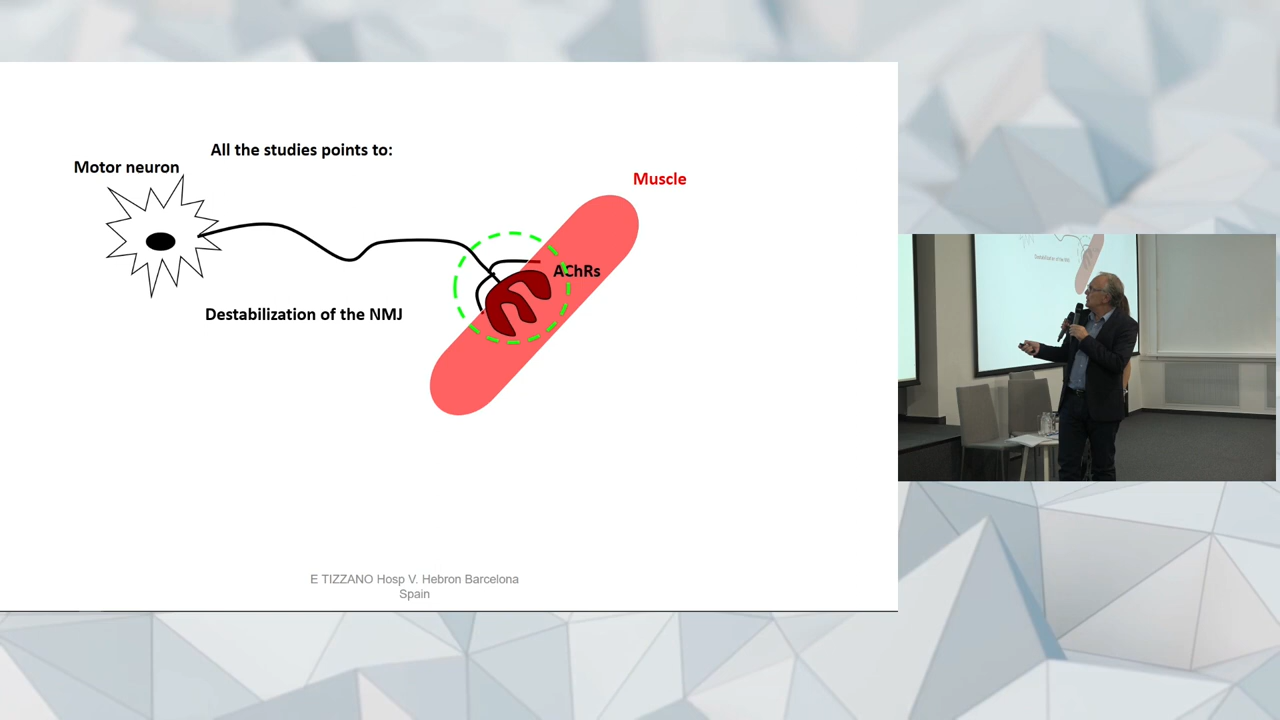 All the studies points to:
Motor neuron
Muscle
AChRs
Destabilization of the NMJ
E TIZZANO Hosp V. Hebron Barcelona
Spain